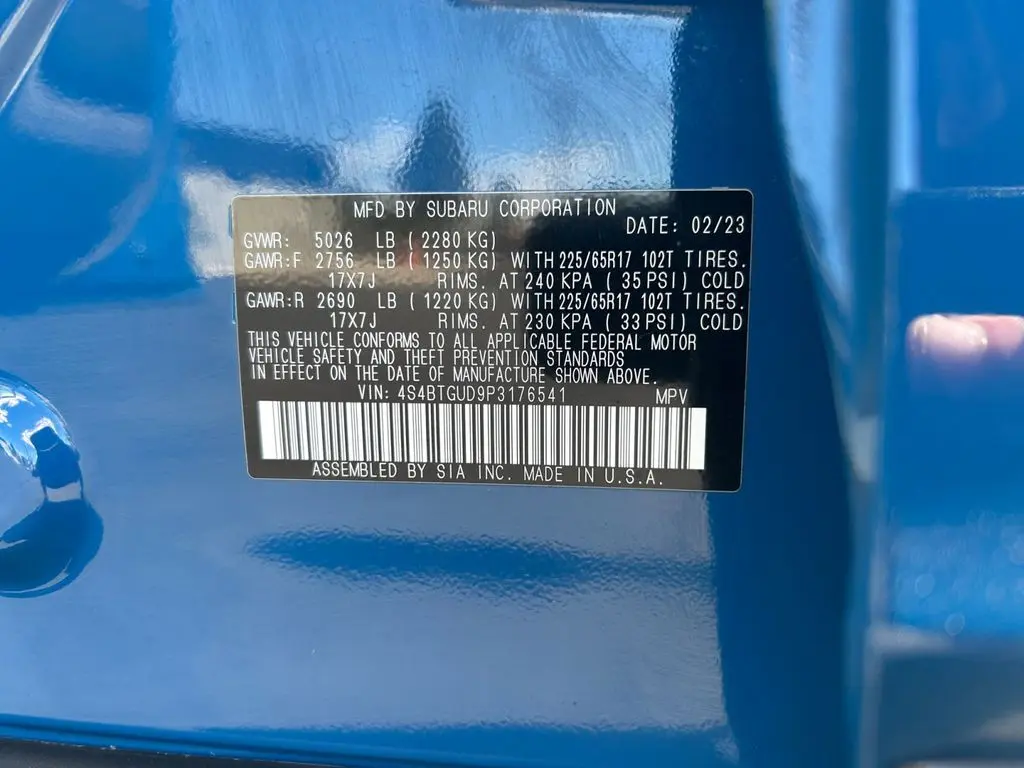 MFD BY SUBARU CORPORATION
DATE: 02/23
GVWR: 5026 LB ( 2280 KG)
GAWR:F 2756 LB ( 1250 KG) WITH 225/65R17 102T TIRES.
17X7J RIMS. AT 240 KPA ( 35 PSI) COLD
GAWR:R 2690 LB ( 1220 KG) WITH 225/65R17 102T TIRES.
17X7J RIMS. AT 230 KPA ( 33 PSI) COLD
THIS VEHICLE CONFORMS TO ALL APPLICABLE FEDERAL MOTOR
VEHICLE SAFETY AND THEFT PREVENTION STANDARDS
IN EFFECT ON THE DATE OF MANUFACTURE SHOWN ABOVE.
VIN: 4S4BTGUD9P3176541 MPV
ASSEMBLED BY SIA INC. MADE IN U.S.A.